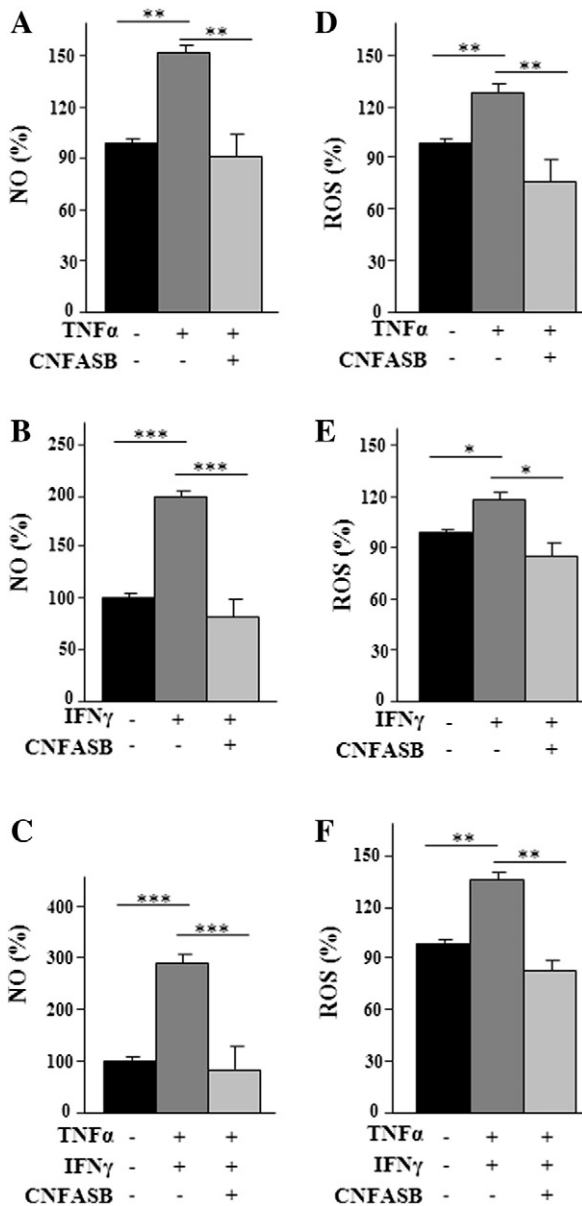 A
** **
150
120
90
60
30
0
NO (%)
TNFα - + +
CNFASB - - +
D
** **
150
120
90
60
30
0
ROS (%)
TNFα - + +
CNFASB - - +
B
*** ***
250
200
150
100
50
0
NO (%)
IFNγ - + +
CNFASB - - +
E
* *
150
120
90
60
30
0
ROS (%)
IFNγ - + +
CNFASB - - +
C
*** ***
400
300
200
100
0
NO (%)
TNFα - + +
IFNγ - + +
CNFASB - - +
F
** **
150
120
90
60
30
0
ROS (%)
TNFα - + +
IFNγ - + +
CNFASB - - +